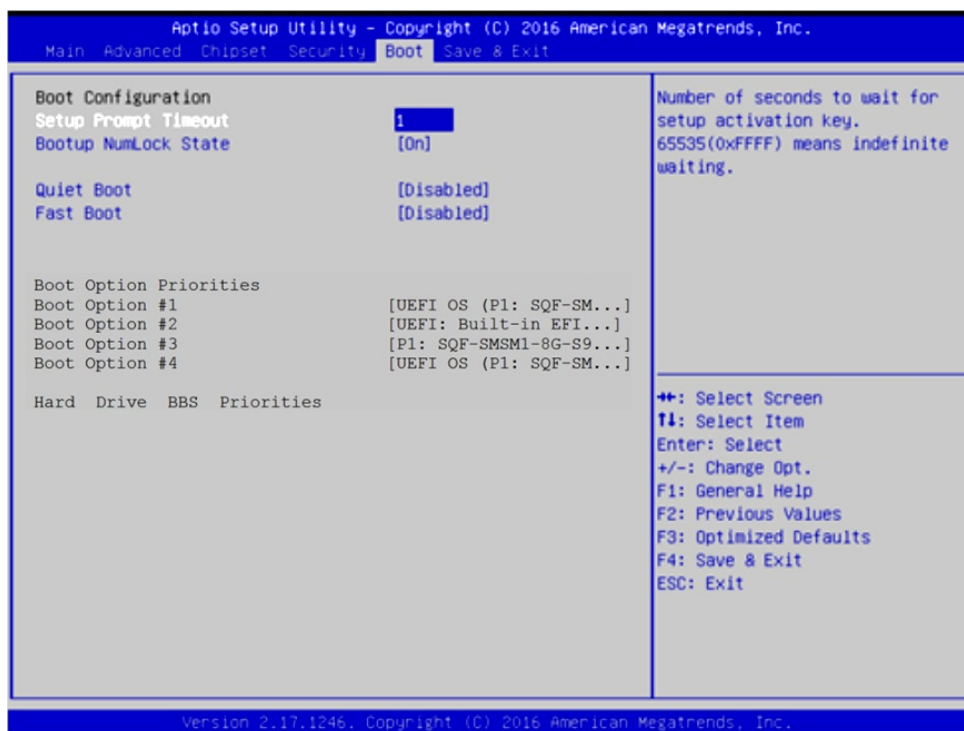 Aptio Setup Utility – Copyright (C) 2016 American Megatrends, Inc.
Main Advanced Chipset Security Boot Save & Exit
Boot Configuration
Setup Prompt Timeout 1
Bootup NumLock State [On]
Quiet Boot [Disabled]
Fast Boot [Disabled]
Boot Option Priorities
Boot Option #1 [UEFI OS (P1: SQF-SM...]
Boot Option #2 [UEFI: Built-in EFI...]
Boot Option #3 [P1: SQF-SMSM1-8G-S9...]
Boot Option #4 [UEFI OS (P1: SQF-SM...]
Hard Drive BBS Priorities
Number of seconds to wait for
setup activation key.
65535(0xFFFF) means indefinite
waiting.
→←: Select Screen
↑↓: Select Item
Enter: Select
+/-: Change Opt.
F1: General Help
F2: Previous Values
F3: Optimized Defaults
F4: Save & Exit
ESC: Exit
Version 2.17.1246. Copyright (C) 2016 American Megatrends, Inc.